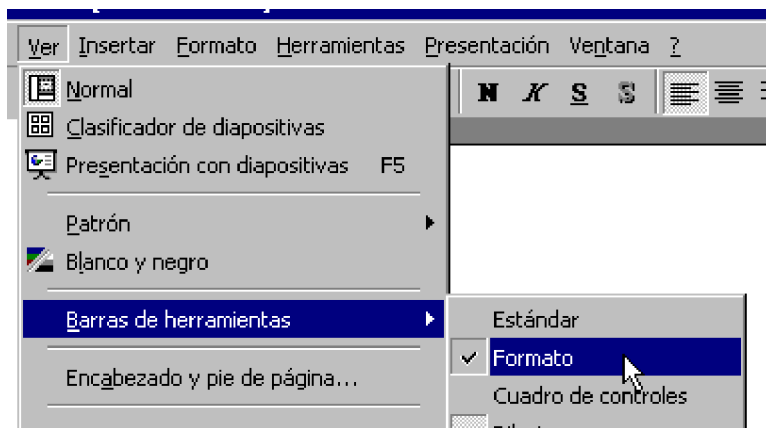 Ver Insertar Formato Herramientas Presentación Ventana ?
N K S S
Normal
Clasificador de diapositivas
Presentación con diapositivas F5
Patrón
Blanco y negro
Barras de herramientas
Encabezado y pie de página...
Estándar
Formato
Cuadro de controles